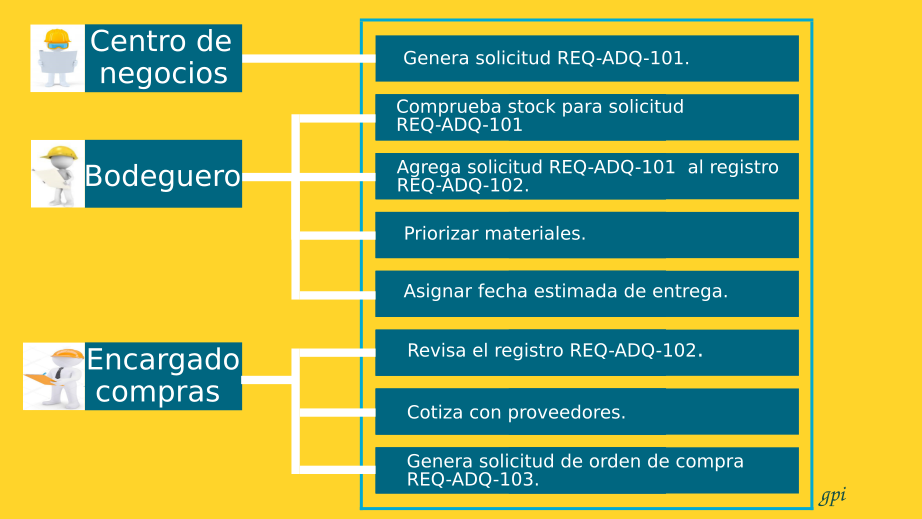 Centro de
negocios
Genera solicitud REQ-ADQ-101.
Bodeguero
Comprueba stock para solicitud
REQ-ADQ-101
Agrega solicitud REQ-ADQ-101 al registro
REQ-ADQ-102.
Priorizar materiales.
Asignar fecha estimada de entrega.
Encargado
compras
Revisa el registro REQ-ADQ-102.
Cotiza con proveedores.
Genera solicitud de orden de compra
REQ-ADQ-103.
gpi